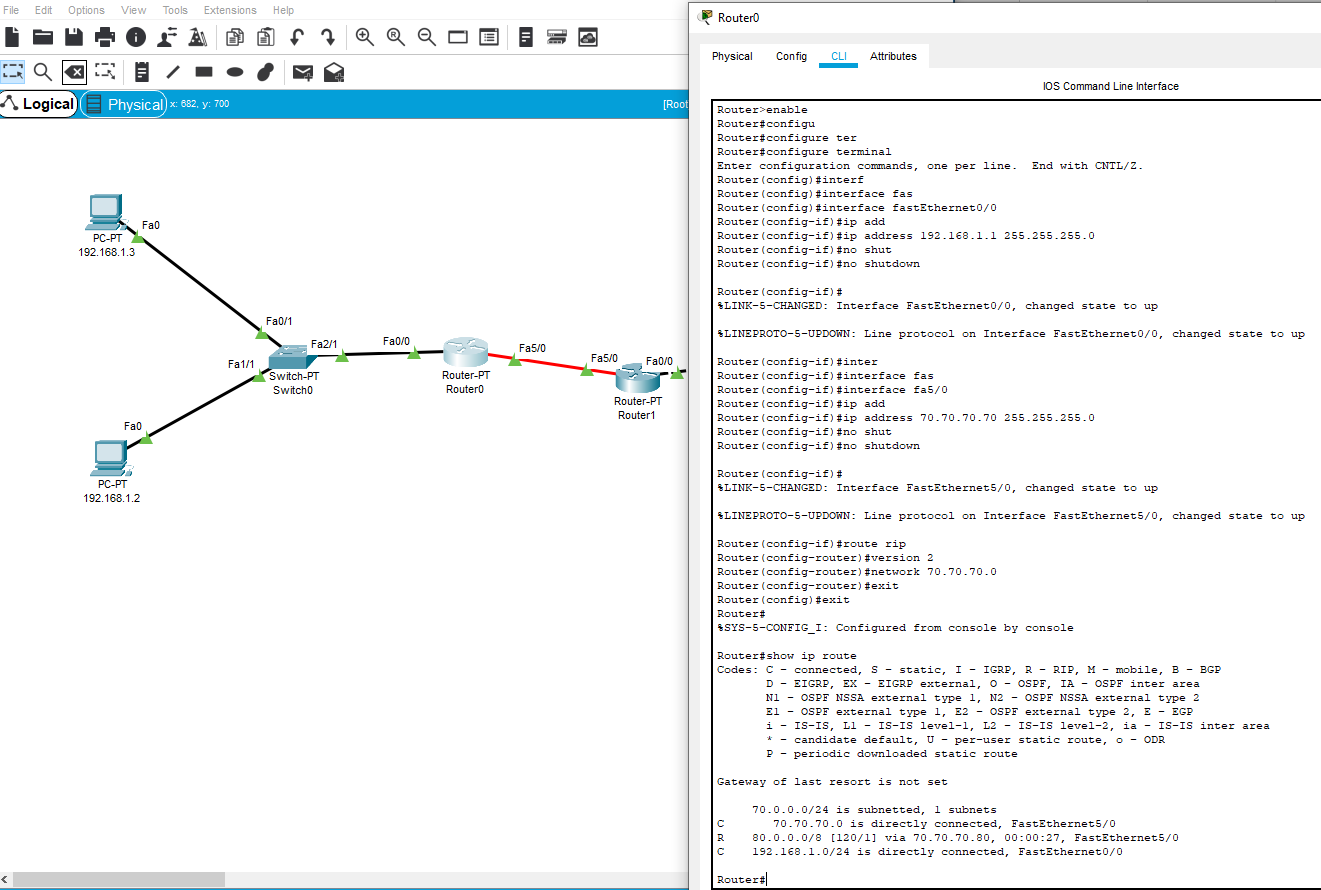 File Edit Options View Tools Extensions Help
Logical
Physical
x: 682, y: 700
[Root
Fa0
PC-PT
192.168.1.3
Fa0/1
Fa2/1
Fa0/0
Fa5/0
Fa5/0
Fa0/0
Fa1/1
Switch-PT
Switch0
Router-PT
Router0
Router-PT
Router1
Fa0
PC-PT
192.168.1.2
Router0
Physical Config CLI Attributes
IOS Command Line Interface
Router>enable
Router#configu
Router#configure ter
Router#configure terminal
Enter configuration commands, one per line. End with CNTL/Z.
Router(config)#interf
Router(config)#interface fas
Router(config)#interface fastEthernet0/0
Router(config-if)#ip add
Router(config-if)#ip address 192.168.1.1 255.255.255.0
Router(config-if)#no shut
Router(config-if)#no shutdown
Router(config-if)#
%LINK-5-CHANGED: Interface FastEthernet0/0, changed state to up
%LINEPROTO-5-UPDOWN: Line protocol on Interface FastEthernet0/0, changed state to up
Router(config-if)#inter
Router(config-if)#interface fas
Router(config-if)#interface fa5/0
Router(config-if)#ip add
Router(config-if)#ip address 70.70.70.70 255.255.255.0
Router(config-if)#no shut
Router(config-if)#no shutdown
Router(config-if)#
%LINK-5-CHANGED: Interface FastEthernet5/0, changed state to up
%LINEPROTO-5-UPDOWN: Line protocol on Interface FastEthernet5/0, changed state to up
Router(config-if)#route rip
Router(config-router)#version 2
Router(config-router)#network 70.70.70.0
Router(config-router)#exit
Router(config)#exit
Router#
%SYS-5-CONFIG_I: Configured from console by console
Router#show ip route
Codes: C - connected, S - static, I - IGRP, R - RIP, M - mobile, B - BGP
D - EIGRP, EX - EIGRP external, O - OSPF, IA - OSPF inter area
N1 - OSPF NSSA external type 1, N2 - OSPF NSSA external type 2
E1 - OSPF external type 1, E2 - OSPF external type 2, E - EGP
i - IS-IS, L1 - IS-IS level-1, L2 - IS-IS level-2, ia - IS-IS inter area
* - candidate default, U - per-user static route, o - ODR
P - periodic downloaded static route
Gateway of last resort is not set
70.0.0.0/24 is subnetted, 1 subnets
C 70.70.70.0 is directly connected, FastEthernet5/0
R 80.0.0.0/8 [120/1] via 70.70.70.80, 00:00:27, FastEthernet5/0
C 192.168.1.0/24 is directly connected, FastEthernet0/0
Router#